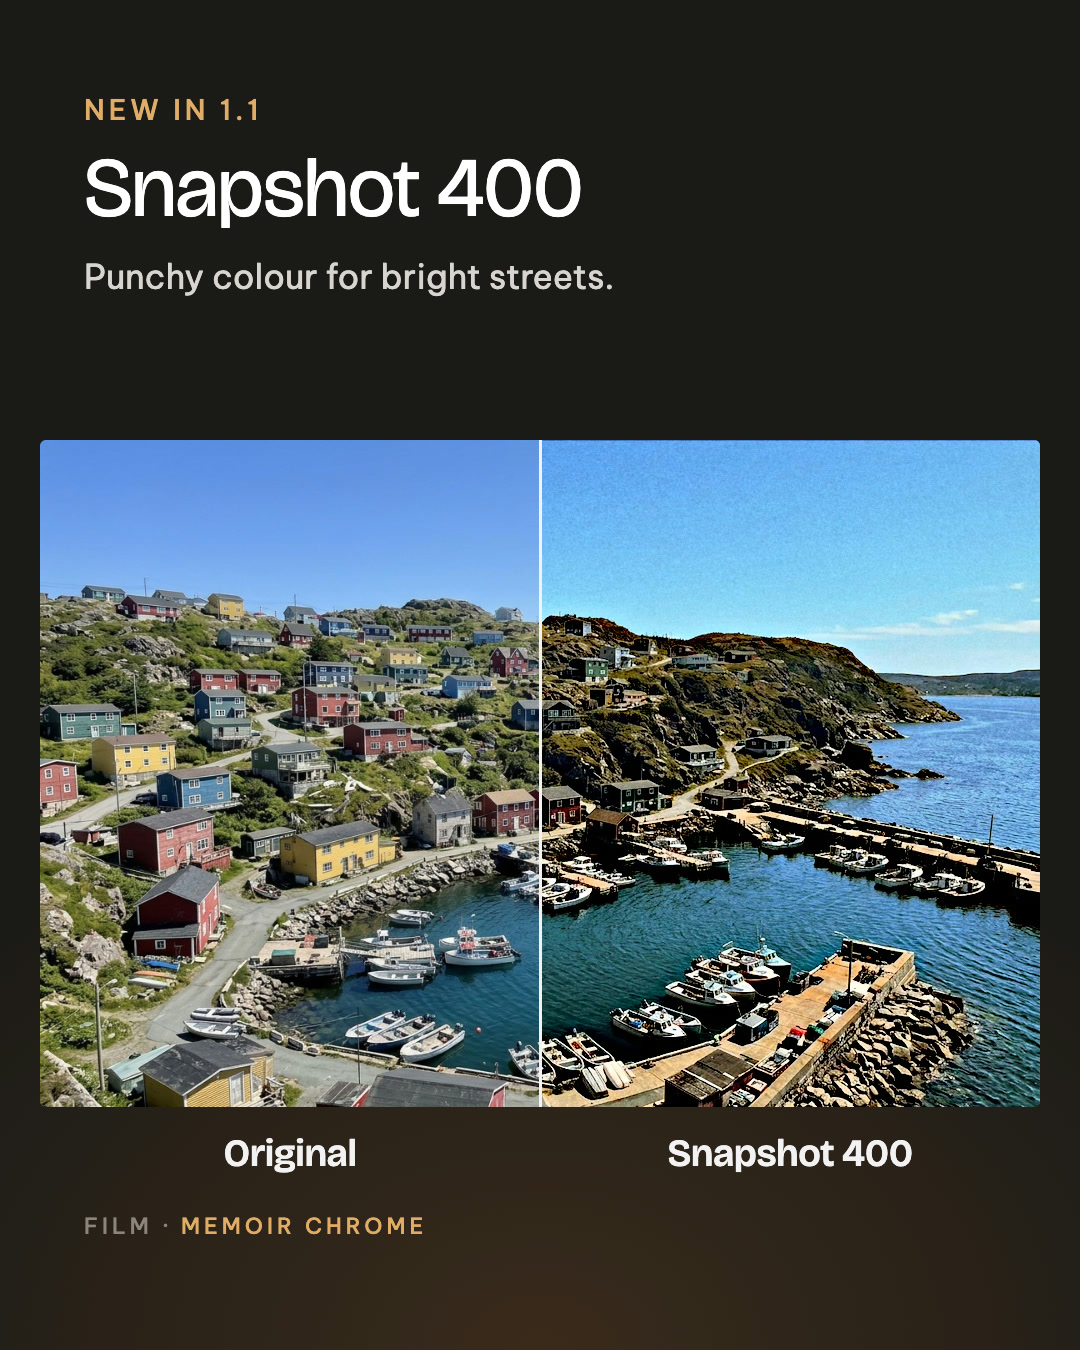 NEW IN 1.1
Snapshot 400
Punchy colour for bright streets.
Original
Snapshot 400
FILM · MEMOIR CHROME